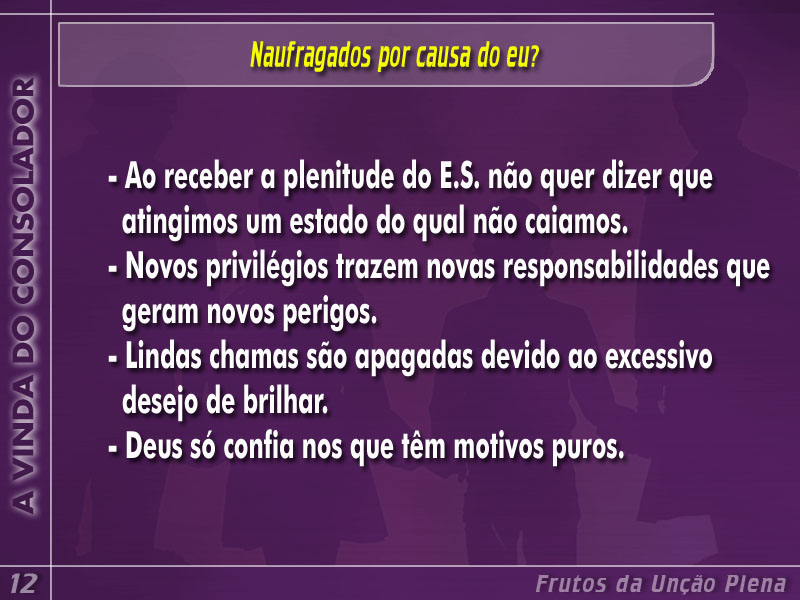 Naufragados por causa do eu?
A VINDA DO CONSOLADOR
- Ao receber a plenitude do E.S. não quer dizer que
atingimos um estado do qual não caiamos.
- Novos privilégios trazem novas responsabilidades que
geram novos perigos.
- Lindas chamas são apagadas devido ao excessivo
desejo de brilhar.
- Deus só confia nos que têm motivos puros.
12
Frutos da Unção Plena